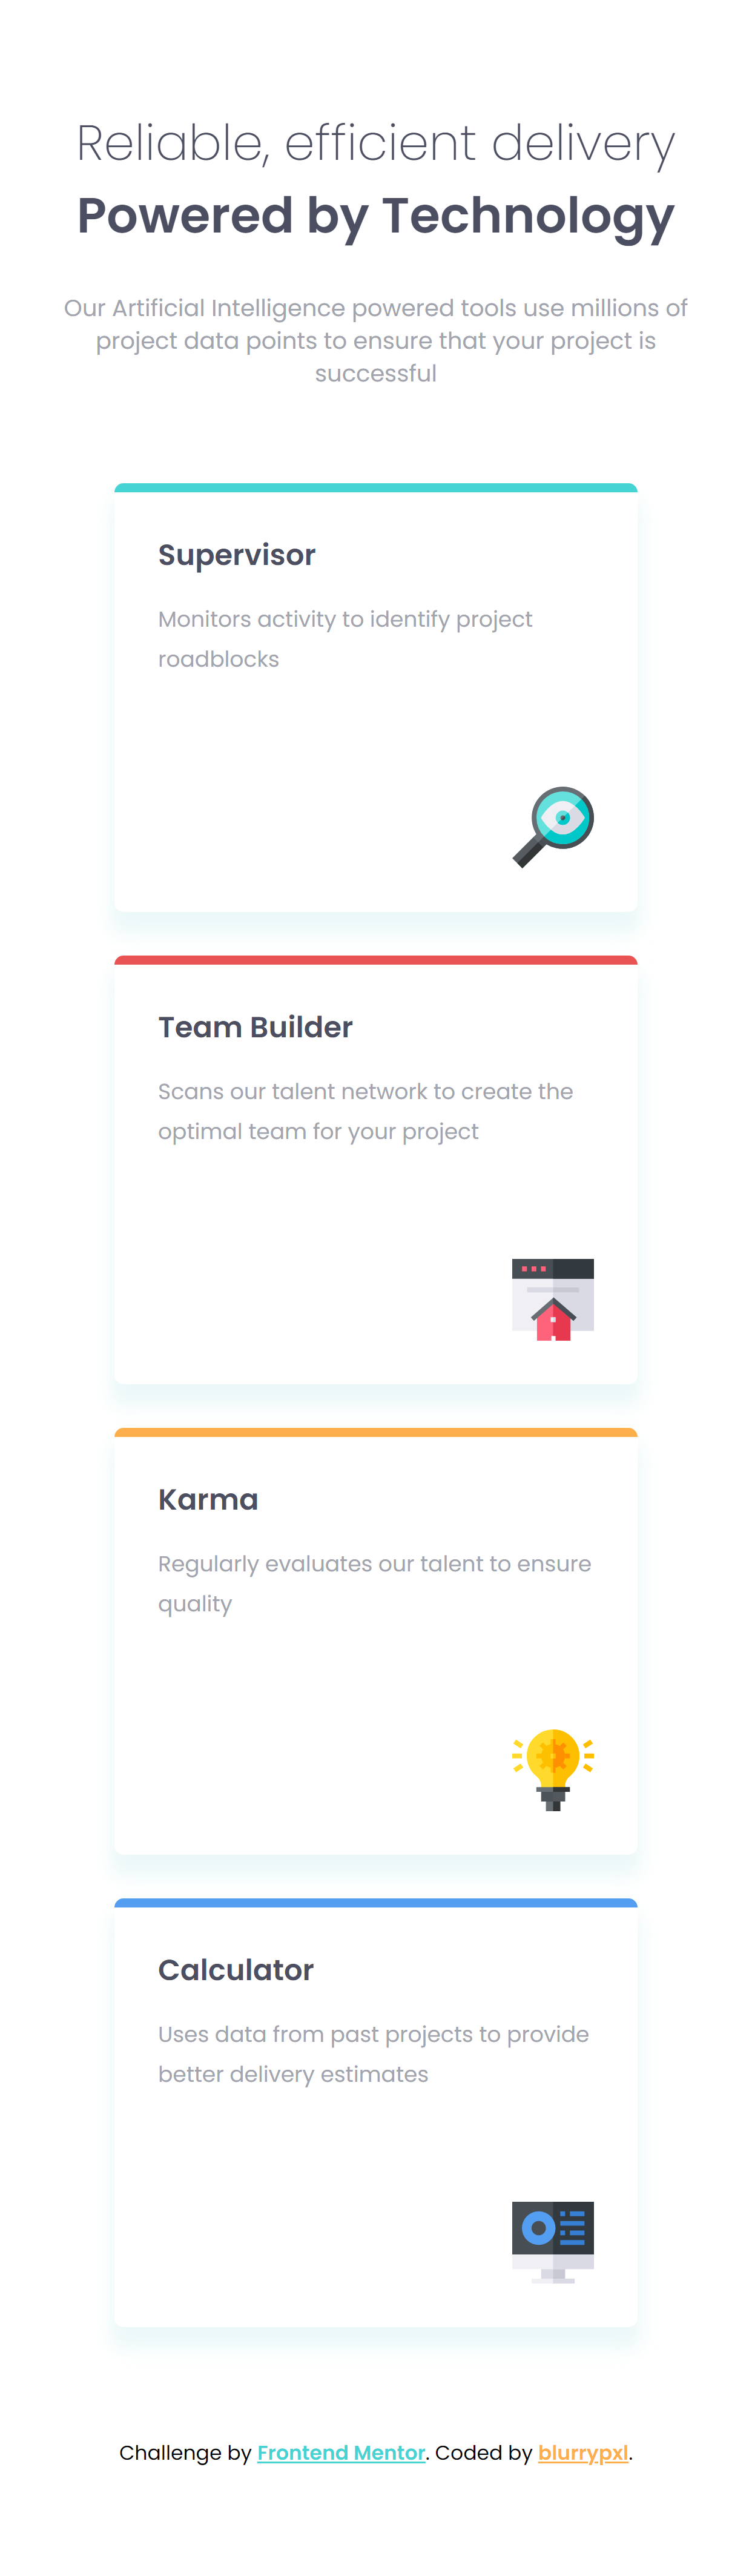 Reliable, efficient delivery
Powered by Technology
Our Artificial Intelligence powered tools use millions of
project data points to ensure that your project is
successful
Supervisor
Monitors activity to identify project
roadblocks
Team Builder
Scans our talent network to create the
optimal team for your project
Karma
Regularly evaluates our talent to ensure
quality
Calculator
Uses data from past projects to provide
better delivery estimates
Challenge by Frontend Mentor. Coded by blurrypxl.